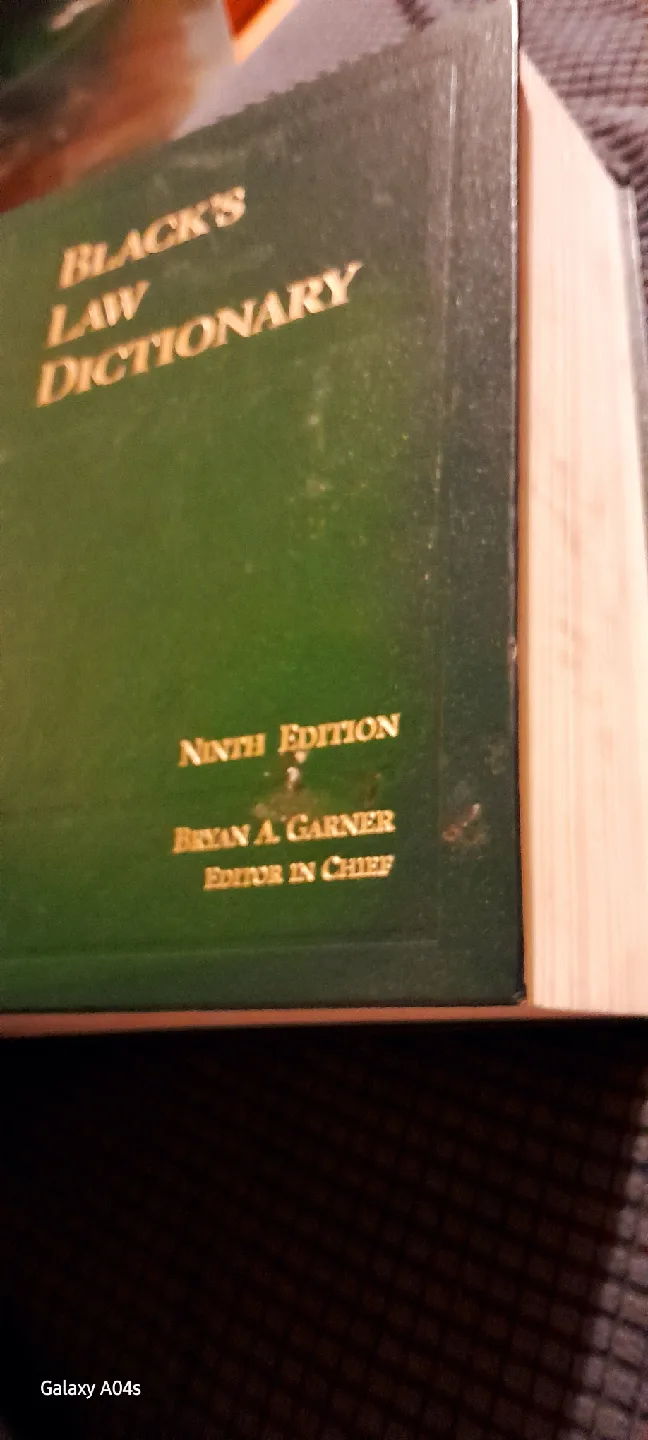 BLACK'S
LAW
DICTIONARY
NINTH EDITION
BRYAN A. GARNER
EDITOR IN CHIEF
Galaxy A04s